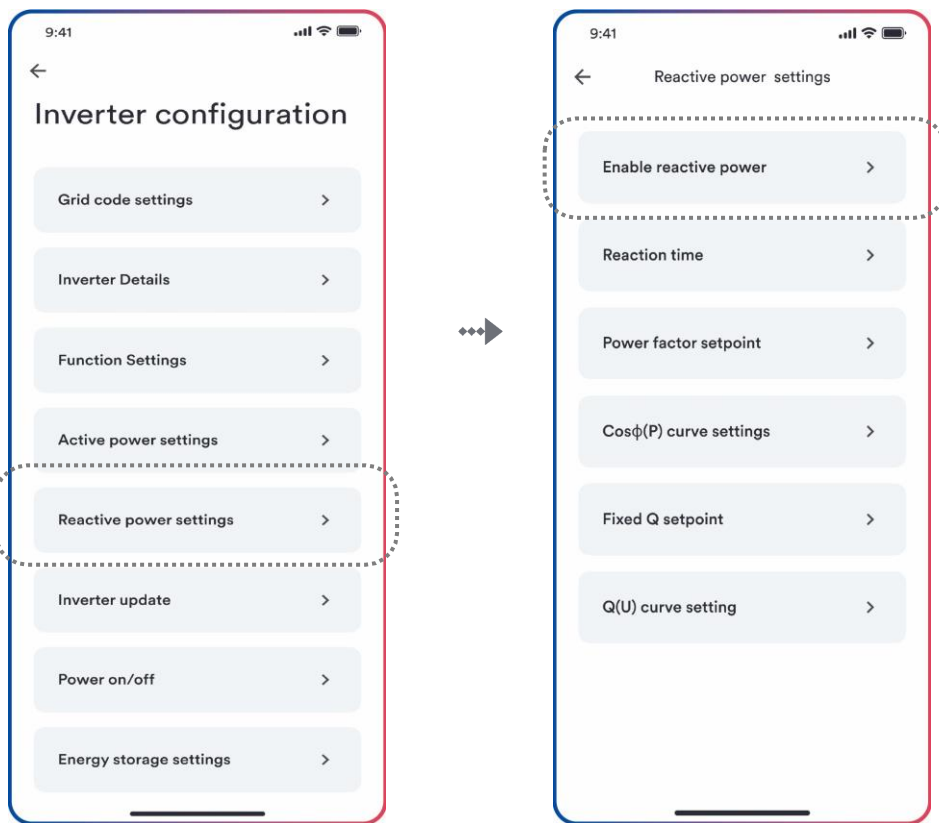 9:41
Inverter configuration
Grid code settings
Inverter Details
Function Settings
Active power settings
Reactive power settings
Inverter update
Power on/off
Energy storage settings
9:41
Reactive power settings
Enable reactive power
Reaction time
Power factor setpoint
Cosϕ(P) curve settings
Fixed Q setpoint
Q(U) curve setting